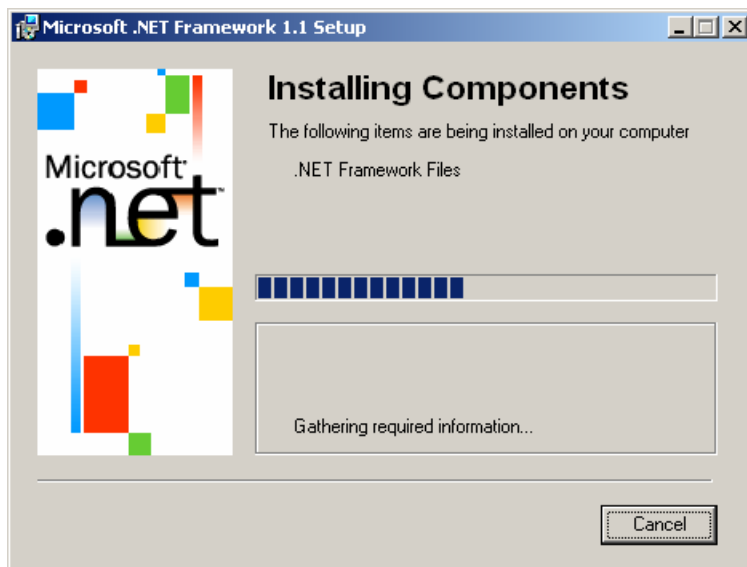 Microsoft .NET Framework 1.1 Setup
Installing Components
The following items are being installed on your computer
.NET Framework Files
Microsoft
.net
Gathering required information...
Cancel